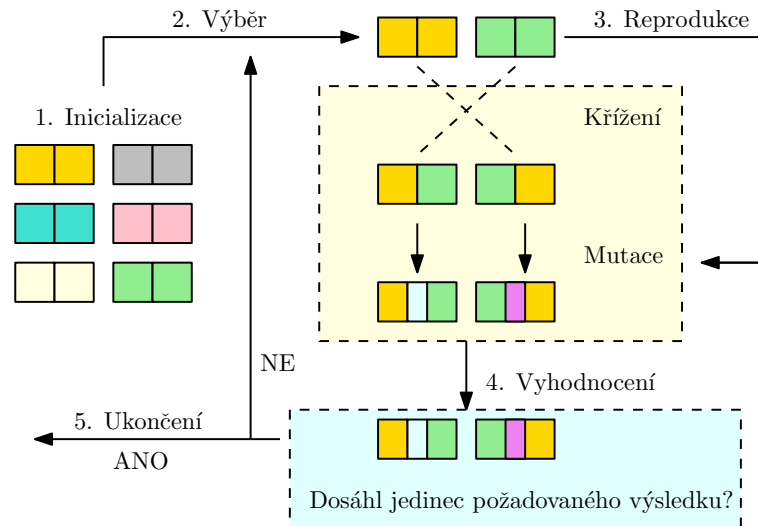 2. Výběr
3. Reprodukce
1. Inicializace
Křížení
Mutace
NE
4. Vyhodnocení
5. Ukončení
ANO
Dosáhl jedinec požadovaného výsledku?